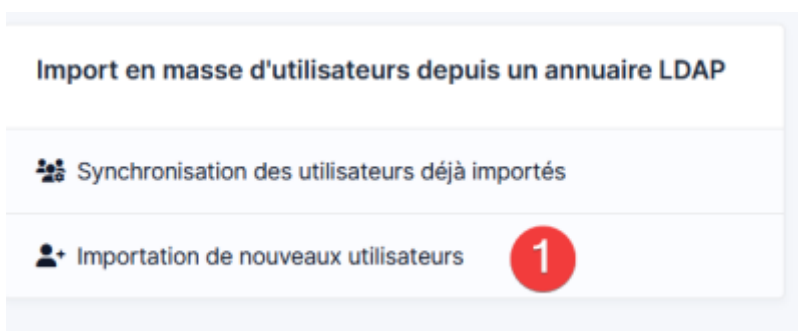 Import en masse d'utilisateurs depuis un annuaire LDAP
Synchronisation des utilisateurs déjà importés
Importation de nouveaux utilisateurs 1